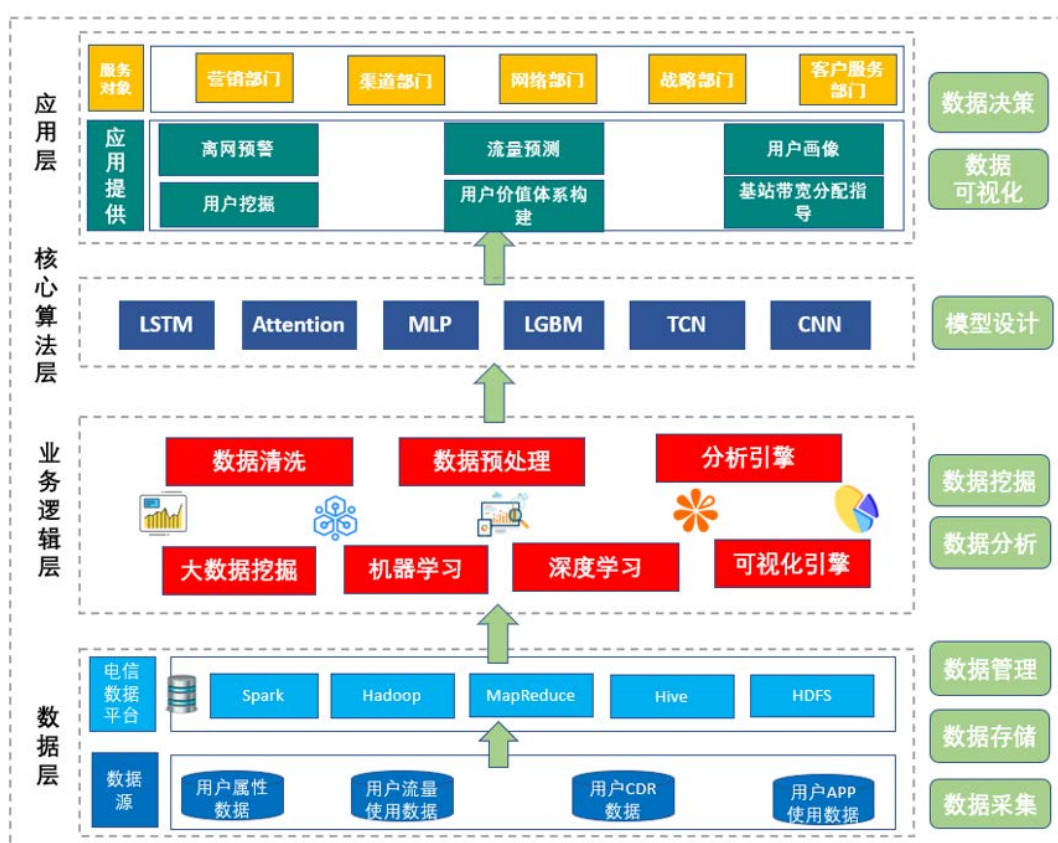 应用层
服务
对象
营销部门
渠道部门
网络部门
战略部门
客户服务
部门
应用提供
离网预警
流量预测
用户画像
用户挖掘
用户价值体系构
建
基站带宽分配指
导
数据决策
数据
可视化
核心算法层
LSTM
Attention
MLP
LGBM
TCN
CNN
模型设计
业务逻辑层
数据清洗
数据预处理
分析引擎
大数据挖掘
机器学习
深度学习
可视化引擎
数据挖掘
数据分析
数据层
电信
数据
平台
Spark
Hadoop
MapReduce
Hive
HDFS
数据
源
用户属性
数据
用户流量
使用数据
用户CDR
数据
用户APP
使用数据
数据管理
数据存储
数据采集